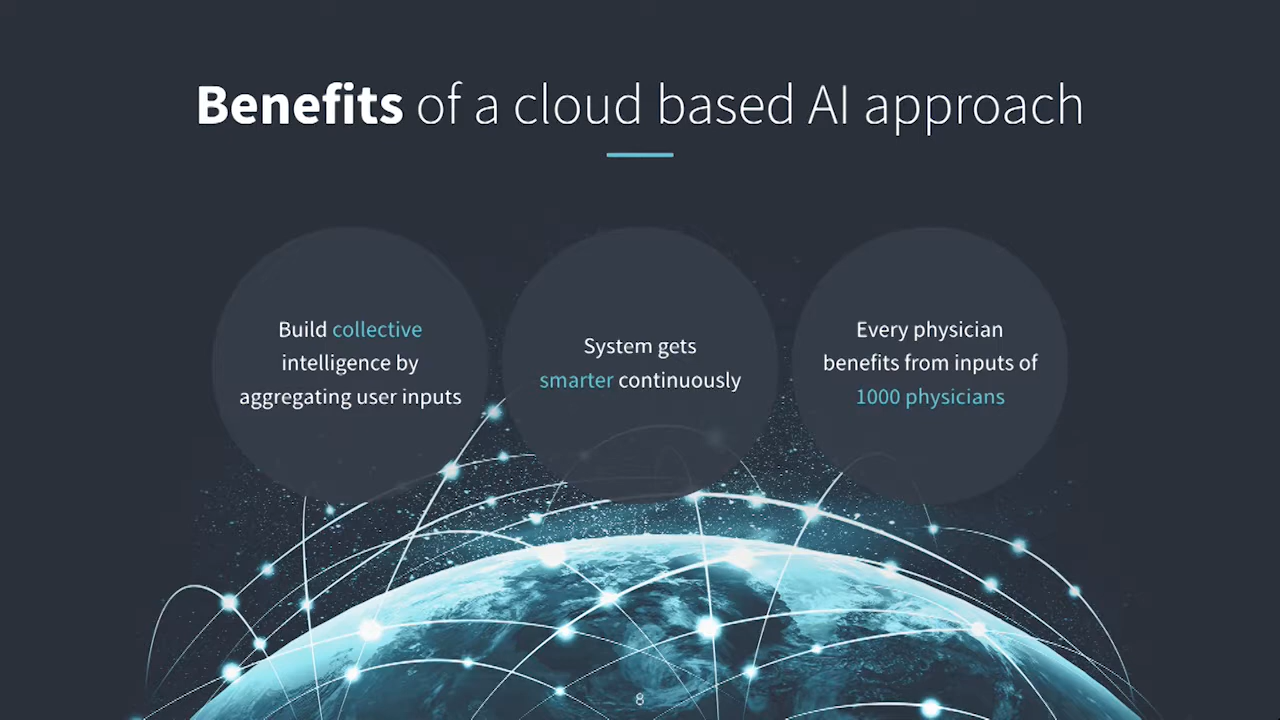 Benefits of a cloud based AI approach
Build collective
intelligence by
aggregating user inputs
System gets
smarter continuously
Every physician
benefits from inputs of
1000 physicians
8